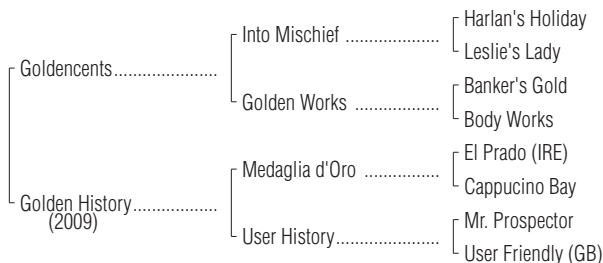 Harlan's Holiday
Into Mischief ....................
Leslie's Lady
Goldencents......................
Banker's Gold
Golden Works ..................
Body Works
El Prado (IRE)
Medaglia d'Oro ................
Cappucino Bay
Golden History..................
(2009)
Mr. Prospector
User History......................
User Friendly (GB)